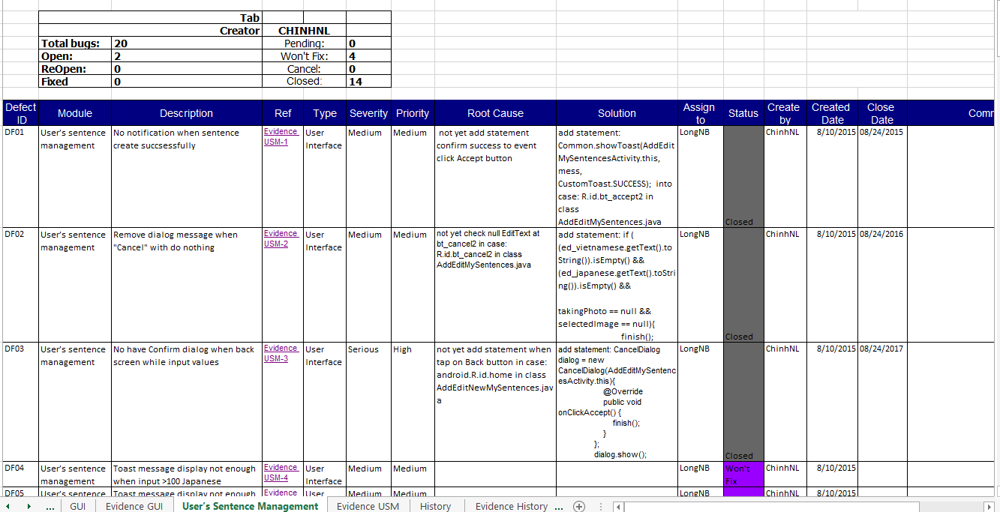 Tab
Creator CHINHNL
Total bugs: 20 Pending: 0
Open: 2 Won't Fix: 4
ReOpen: 0 Cancel: 0
Fixed 0 Closed: 14
Defect ID Module Description Ref Type Severity Priority Root Cause Solution Assign to Status Create by Created Date Close Date Comm
DF01
User's sentence
management
No notification when sentence
create succsessfully
Evidence
USM-1
User
Interface
Medium
Medium
not yet add statement
confirm success to event
click Accept button
add statement:
Common.showToast(AddEdit
MySentencesActivity.this,
mess,
CustomToast.SUCCESS); into
case: R.id.bt_accept2 in
class
AddEditMySentences.java
LongNB
Closed
ChinhNL
8/10/2015
08/24/2015
DF02
User's sentence
management
Remove dialog message when
"Cancel" with do nothing
Evidence
USM-2
User
Interface
Medium
Medium
not yet check null EditText at
bt_cancel2 in case:
R.id.bt_cancel2 in class
AddEditMySentences.java
add statement: if (
(ed_vietnamese.getText().to
String()).isEmpty() &&
(ed_japanese.getText().toStri
ng()).isEmpty() &&
takingPhoto == null &&
selectedImage == null){
finish();
LongNB
Closed
ChinhNL
8/10/2015
08/24/2016
DF03
User's sentence
management
No have Confirm dialog when back
screen while input values
Evidence
USM-3
User
Interface
Serious
High
not yet add statement when
tap on Back button in case:
android.R.id.home in class
AddEditNewMySentences.jav
a
add statement: CancelDialog
dialog = new
CancelDialog(AddEditMySentenc
esActivity.this){
@Override
public void
onClickAccept() {
finish();
}
};
dialog.show();
LongNB
Closed
ChinhNL
8/10/2015
08/24/2017
DF04
User's sentence
management
Toast message display not enough
when input >100 Japanese
Evidence
USM-4
User
Interface
Medium
Medium
LongNB
Won't
Fix
ChinhNL
8/10/2015
DF05
User's sentence
Toast message display not enough
Evidence
User
Medium
Medium
LongNB
ChinhNL
8/10/2015
... GUI Evidence GUI User's Sentence Management Evidence USM History Evidence History ...